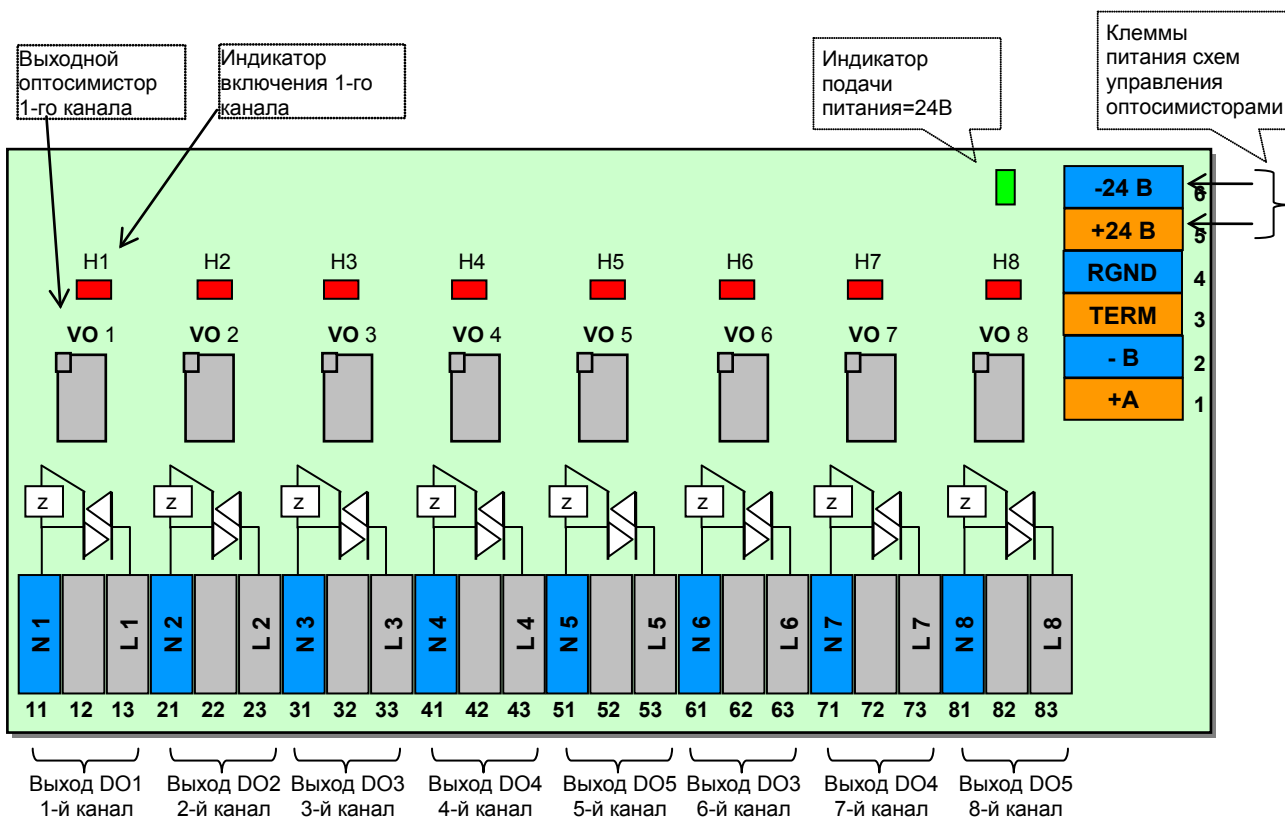 Выходной
оптосимистор
1-го канала
Индикатор
включения 1-го
канала
Индикатор
подачи
питания=24В
Клеммы
питания схем
управления
оптосимисторами
-24 В 6
+24 В 5
RGND 4
TERM 3
- В 2
+А 1
H1 H2 H3 H4 H5 H6 H7 H8
VO 1 VO 2 VO 3 VO 4 VO 5 VO 6 VO 7 VO 8
z z z z z z z z
N 1 L 1 N 2 L 2 N 3 L 3 N 4 L 4 N 5 L 5 N 6 L 6 N 7 L 7 N 8 L 8
11 12 13 21 22 23 31 32 33 41 42 43 51 52 53 61 62 63 71 72 73 81 82 83
Выход DO1 Выход DO2 Выход DO3 Выход DO4 Выход DO5 Выход DO3 Выход DO4 Выход DO5
1-й канал 2-й канал 3-й канал 4-й канал 5-й канал 6-й канал 7-й канал 8-й канал